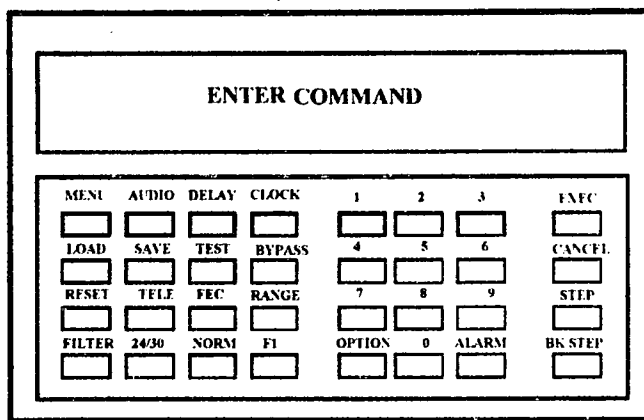 ENTER COMMAND
MENU AUDIO DELAY CLOCK 1 2 3 EXEC
LOAD SAVE TEST BYPASS 4 5 6 CANCEL
RESET TELE FEC RANGE 7 8 9 STEP
FILTER 24/30 NORM F1 OPTION 0 ALARM BK STEP